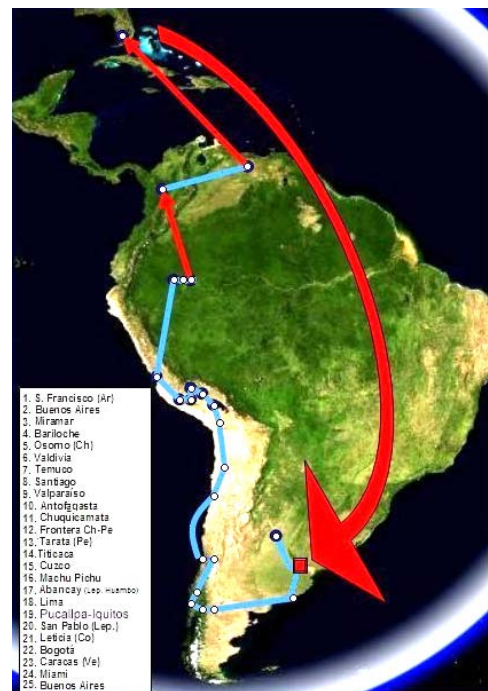 1. S. Francisco (Ar)
2. Buenos Aires
3. Miramar
4. Bariloche
5. Osorno (Ch)
6. Valdivia
7. Temuco
8. Santiago
9. Valparaíso
10. Antofgasta
11. Chuquicamata
12. Frontera Ch-Pe
13. Tarata (Pe)
14. Titicaca
15. Cuzco
16. Machu Pichu
17. Abancay (Lep. Huambo)
18. Lima
19. Pucallpa-Iquitos
20. San Pablo (Lep.)
21. Leticia (Co)
22. Bogotá
23. Caracas (Ve)
24. Miami
25. Buenos Aires